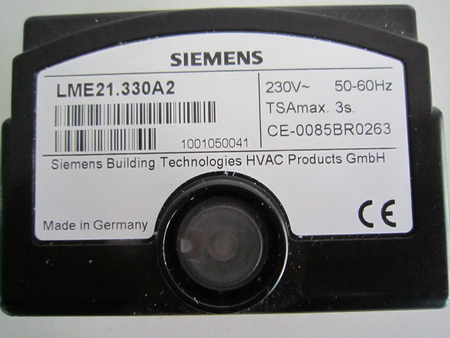 SIEMENS
LME21.330A2
230V~ 50-60Hz
TSAmax. 3s.
1001050041
CE-0085BR0263
Siemens Building Technologies HVAC Products GmbH
Made in Germany
CE